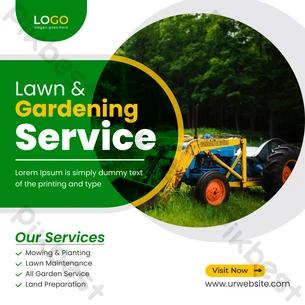 LOGO
Lawn &
Gardening
Service
Lorem Ipsum is simply dummy text
of the printing and type
Our Services
Mowing & Planting
Lawn Maintenance
All Garden Service
Land Preparation
Visit Now
www.urwebsite.com